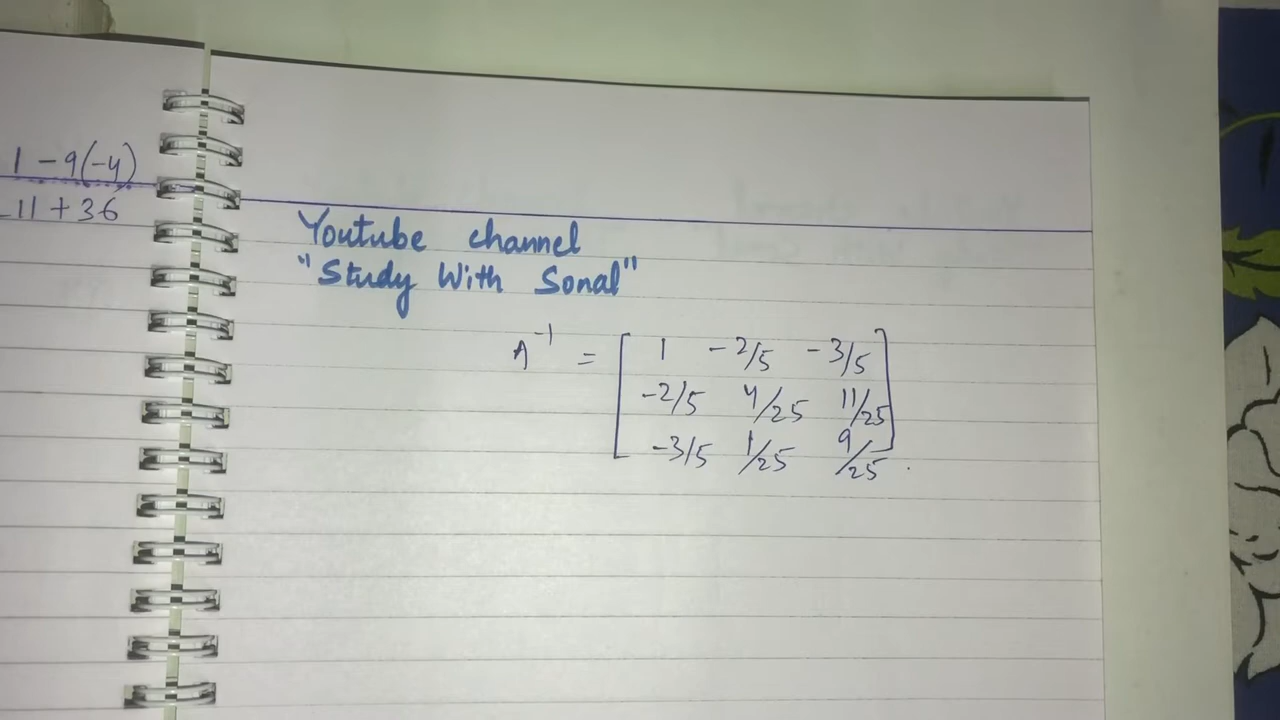 1 -9(-4)
-11 + 36
Youtube channel
"Study With Sonal"
A⁻¹ = [ 1 -2/5 -3/5
-2/5 4/25 11/25
-3/5 1/25 9/25 ] .